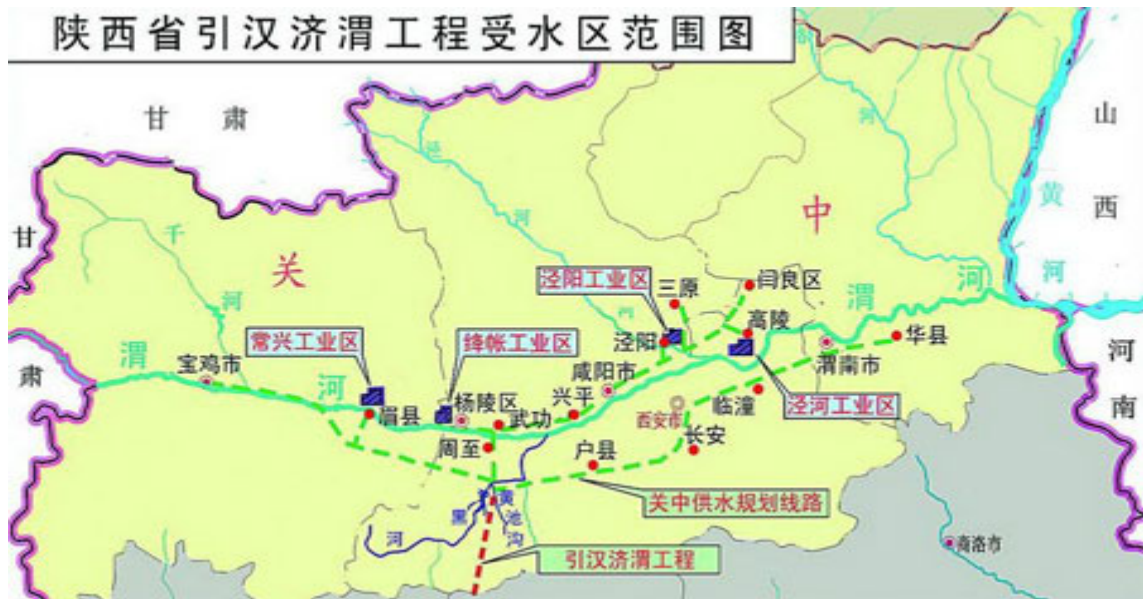 陕西省引汉济渭工程受水区范围图
甘肃
山西
黄河
甘肃
千河
泾河
河
关
中
渭河
渭河
河南
宝鸡市
常兴工业区
绛帐工业区
泾阳工业区
三原
闫良区
泾阳
高陵
华县
渭南市
咸阳市
临潼
泾河工业区
眉县
杨陵区
武功
兴平
西安市
周至
户县
长安
关中供水规划线路
黑河
黄池沟
引汉济渭工程
商洛市